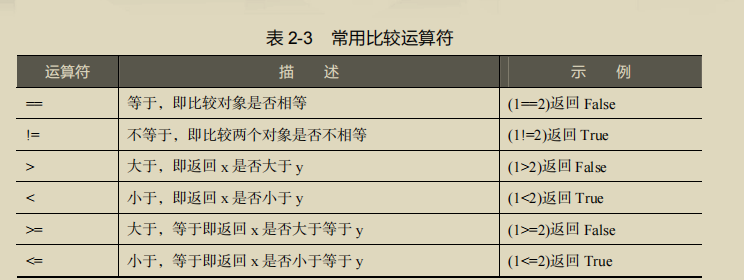 表 2-3 常用比较运算符
运算符 描 述 示 例
== 等于，即比较对象是否相等 (1==2)返回 False
!= 不等于，即比较两个对象是否不相等 (1!=2)返回 True
> 大于，即返回 x 是否大于 y (1>2)返回 False
< 小于，即返回 x 是否小于 y (1<2)返回 True
>= 大于，等于即返回 x 是否大于等于 y (1>=2)返回 False
<= 小于，等于即返回 x 是否小于等于 y (1<=2)返回 True